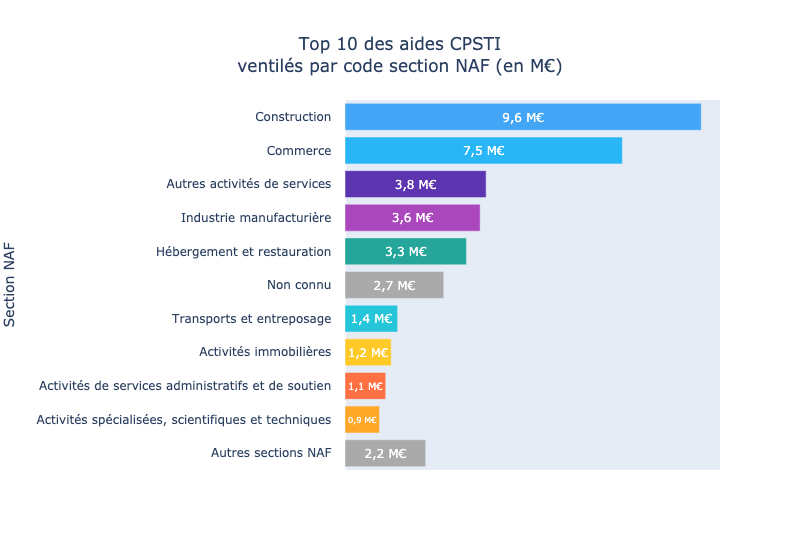 Top 10 des aides CPSTI
ventilés par code section NAF (en M€)
Section NAF
Construction 9,6 M€
Commerce 7,5 M€
Autres activités de services 3,8 M€
Industrie manufacturière 3,6 M€
Hébergement et restauration 3,3 M€
Non connu 2,7 M€
Transports et entreposage 1,4 M€
Activités immobilières 1,2 M€
Activités de services administratifs et de soutien 1,1 M€
Activités spécialisées, scientifiques et techniques 0,9 M€
Autres sections NAF 2,2 M€